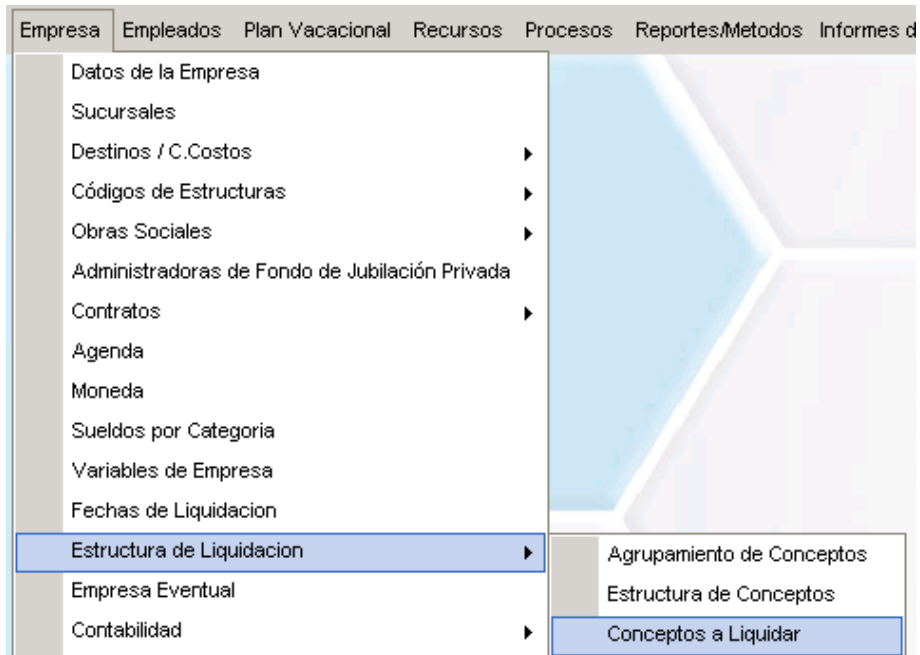 Empresa Empleados Plan Vacacional Recursos Procesos Reportes/Metodos Informes d
Datos de la Empresa
Sucursales
Destinos / C.Costos
Códigos de Estructuras
Obras Sociales
Administradoras de Fondo de Jubilación Privada
Contratos
Agenda
Moneda
Sueldos por Categoria
Variables de Empresa
Fechas de Liquidacion
Estructura de Liquidacion
Empresa Eventual
Contabilidad
Agrupamiento de Conceptos
Estructura de Conceptos
Conceptos a Liquidar